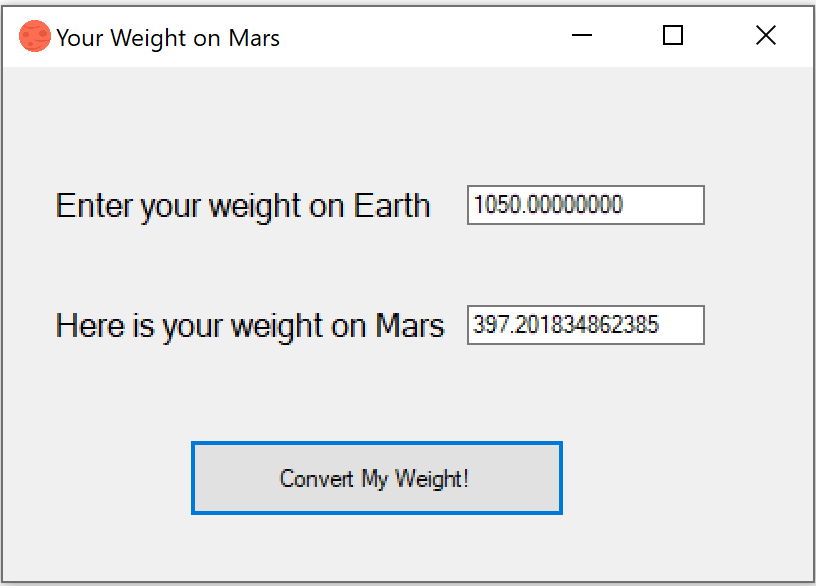 Your Weight on Mars
Enter your weight on Earth 1050.00000000
Here is your weight on Mars 397.201834862385
Convert My Weight!